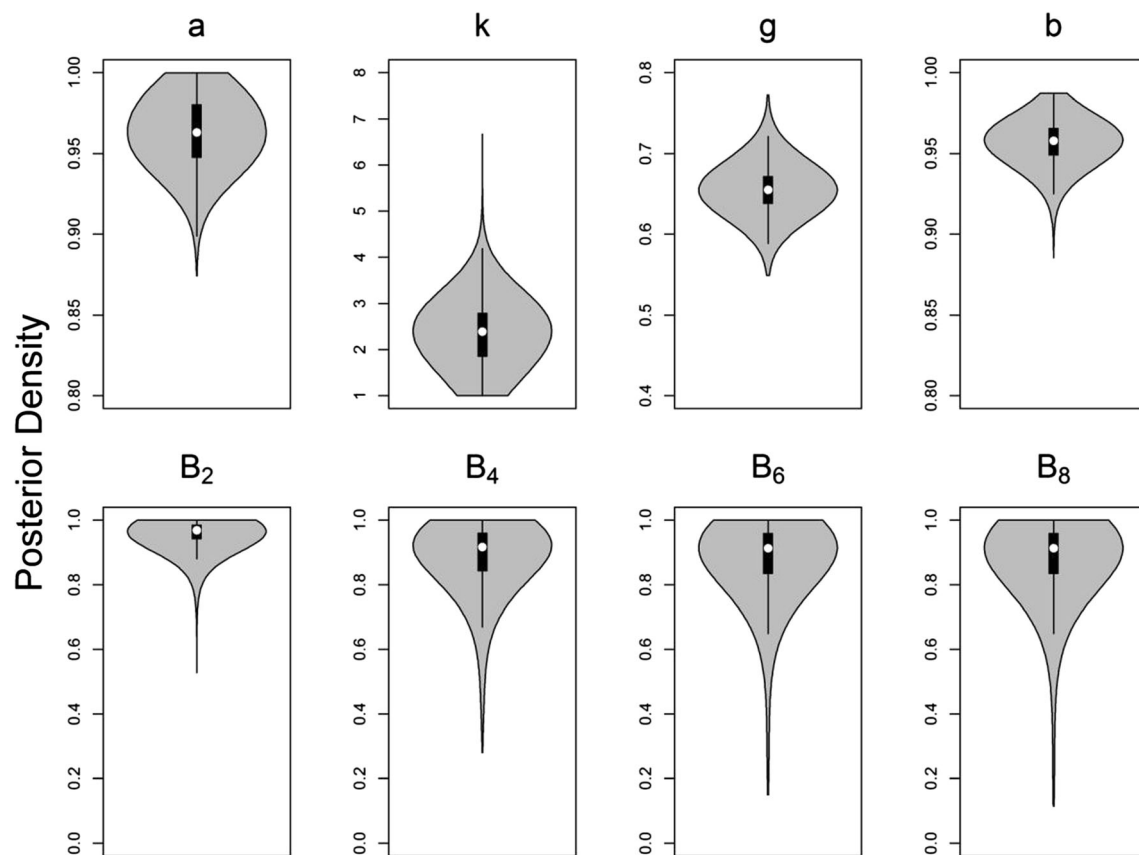 a k g b
1.00 8 0.8 1.00
7
0.95 6 0.7 0.95
5
0.90 0.6 0.90
4
0.85 3 0.5 0.85
2
0.80 1 0.4 0.80
Posterior Density
B2 B4 B6 B8
1.0 1.0 1.0 1.0
0.8 0.8 0.8 0.8
0.6 0.6 0.6 0.6
0.4 0.4 0.4 0.4
0.2 0.2 0.2 0.2
0.0 0.0 0.0 0.0